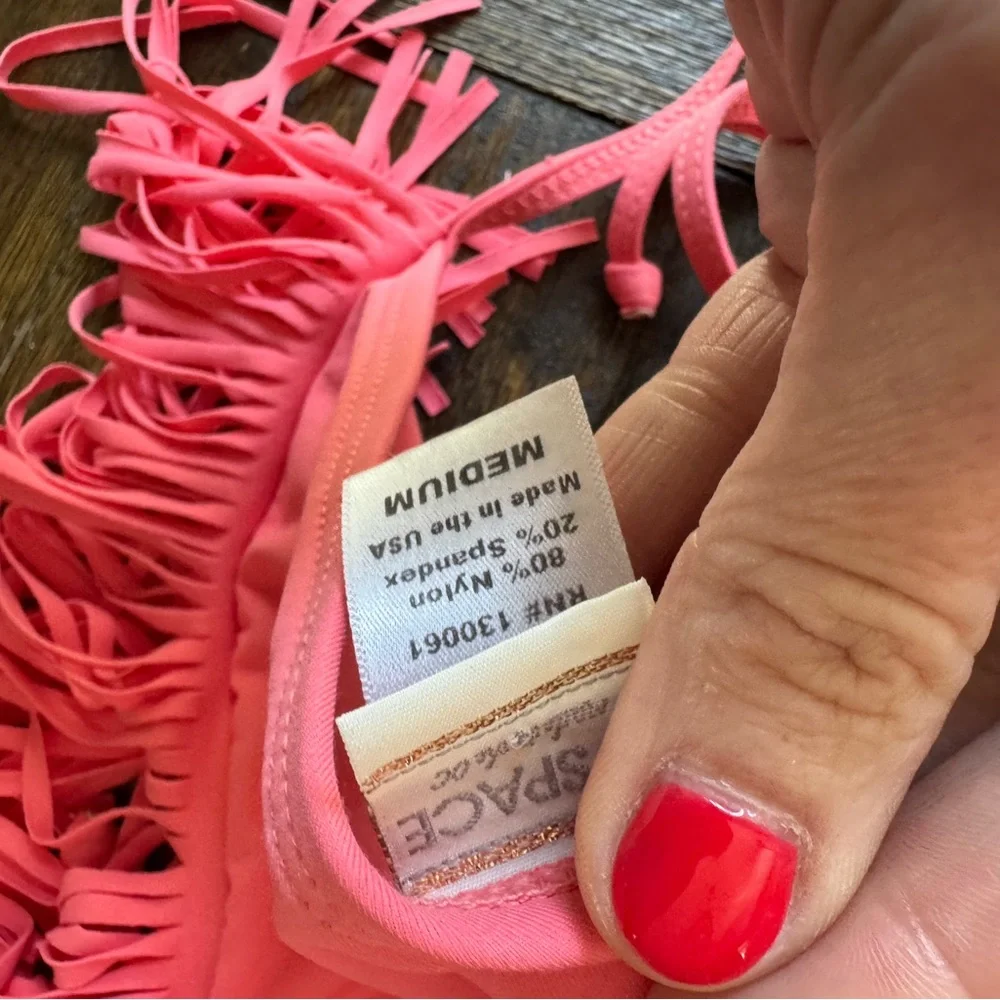 MEDIUM
Made in the USA
20% Spandex
80% Nylon
RN# 130061
SPACE